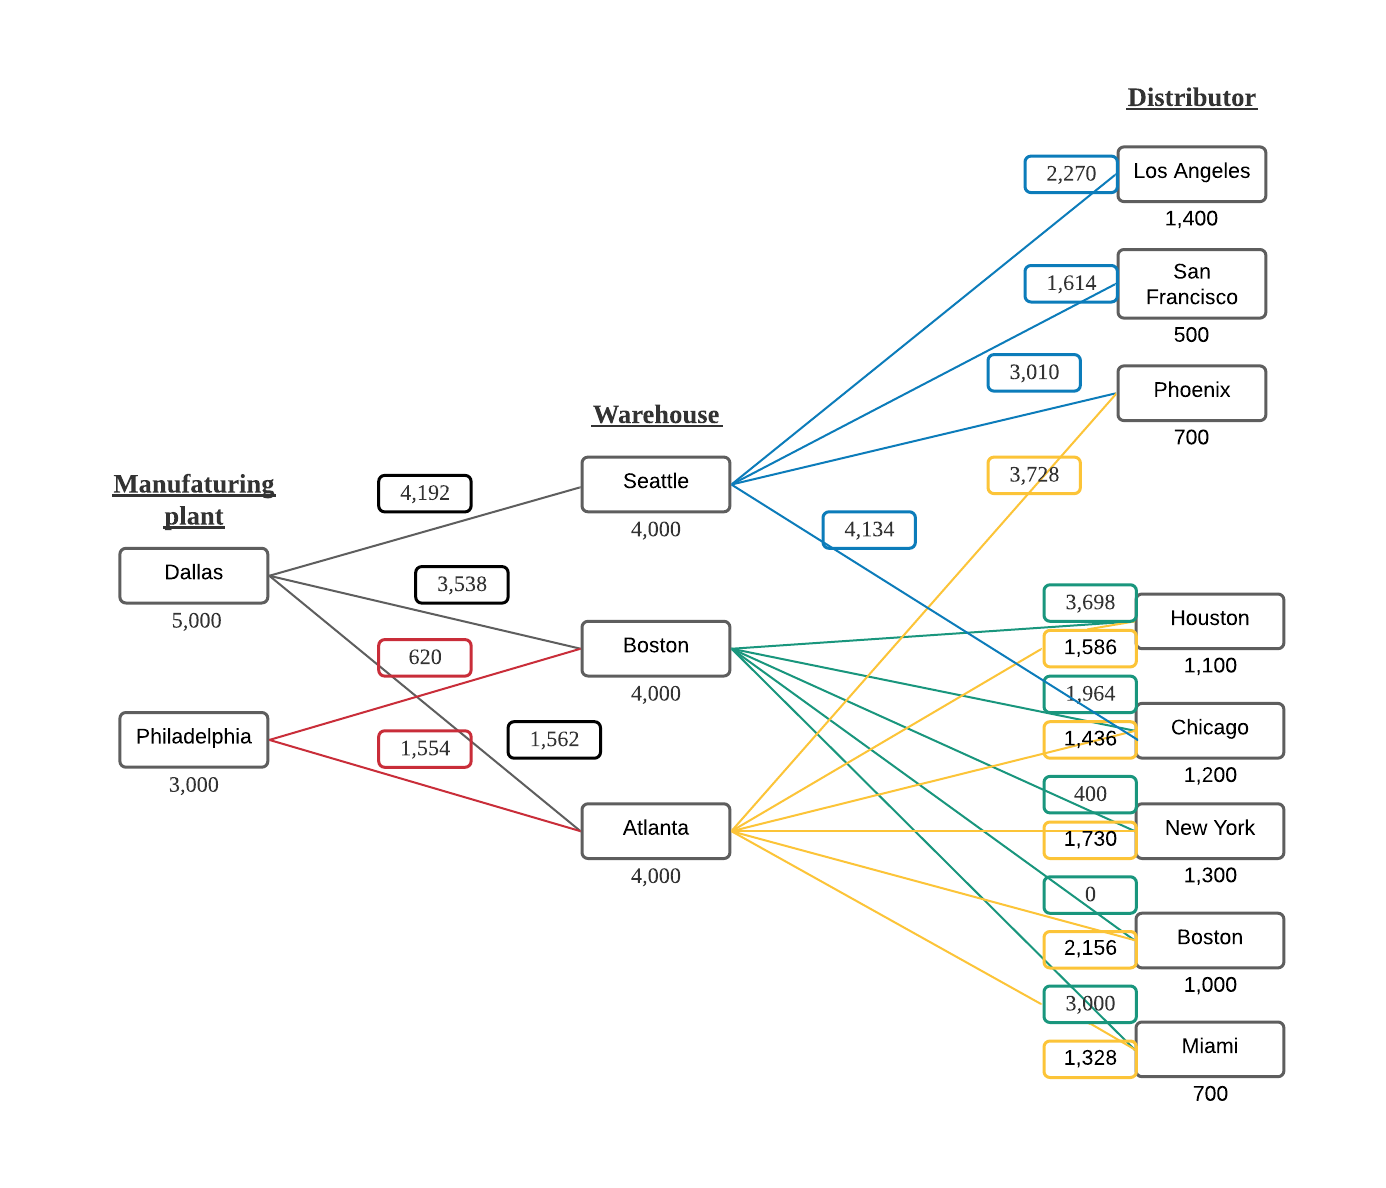 Distributor
2,270
Los Angeles
1,400
1,614
San
Francisco
500
3,010
Phoenix
700
Warehouse
3,728
Manufaturing
plant
4,192
Seattle
4,000
4,134
Dallas
5,000
3,538
3,698
Houston
1,586
1,100
620
Boston
4,000
1,964
Chicago
1,436
1,200
Philadelphia
3,000
1,554
1,562
400
New York
1,730
1,300
Atlanta
4,000
0
Boston
2,156
1,000
3,000
Miami
1,328
700